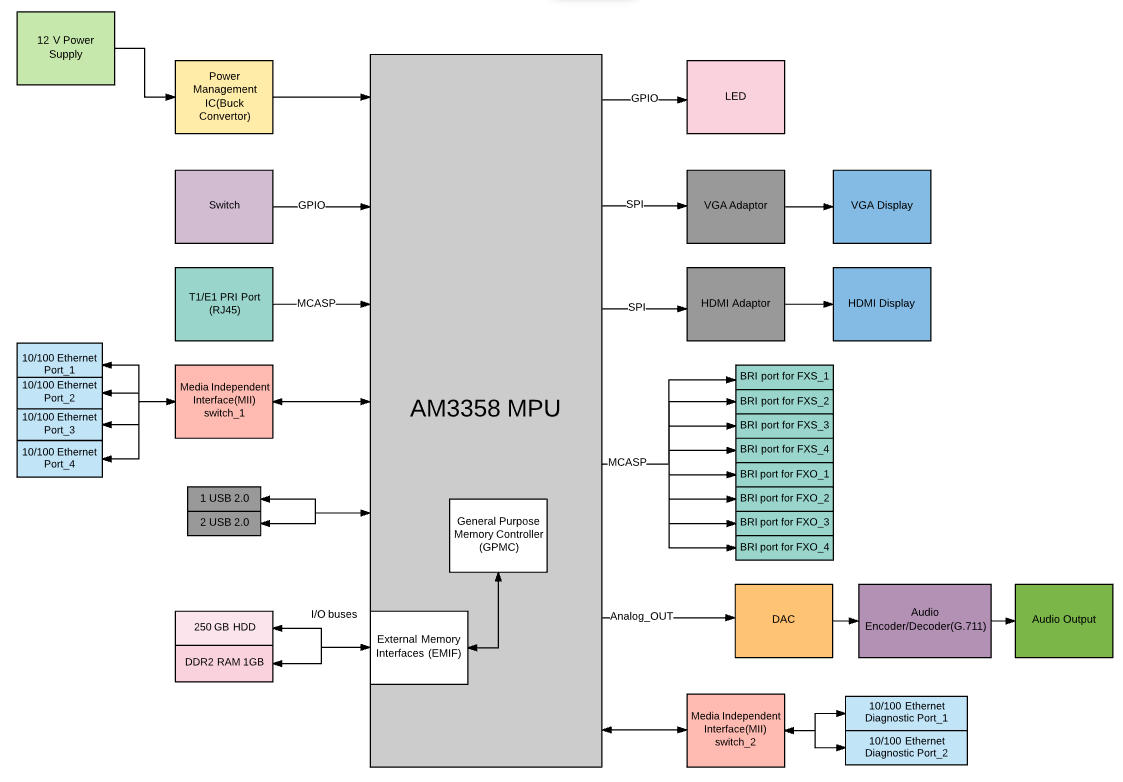 12 V Power
Supply
Power
Management
IC(Buck
Convertor)
GPIO
LED
Switch
GPIO
SPI
VGA Adaptor
VGA Display
T1/E1 PRI Port
(RJ45)
MCASP
SPI
HDMI Adaptor
HDMI Display
10/100 Ethernet
Port_1
10/100 Ethernet
Port_2
10/100 Ethernet
Port_3
10/100 Ethernet
Port_4
Media Independent
Interface(MII)
switch_1
AM3358 MPU
MCASP
BRI port for FXS_1
BRI port for FXS_2
BRI port for FXS_3
BRI port for FXS_4
BRI port for FXO_1
BRI port for FXO_2
BRI port for FXO_3
BRI port for FXO_4
1 USB 2.0
2 USB 2.0
General Purpose
Memory Controller
(GPMC)
I/O buses
250 GB HDD
DDR2 RAM 1GB
External Memory
Interfaces (EMIF)
Analog_OUT
DAC
Audio
Encoder/Decoder(G.711)
Audio Output
Media Independent
Interface(MII)
switch_2
10/100 Ethernet
Diagnostic Port_1
10/100 Ethernet
Diagnostic Port_2